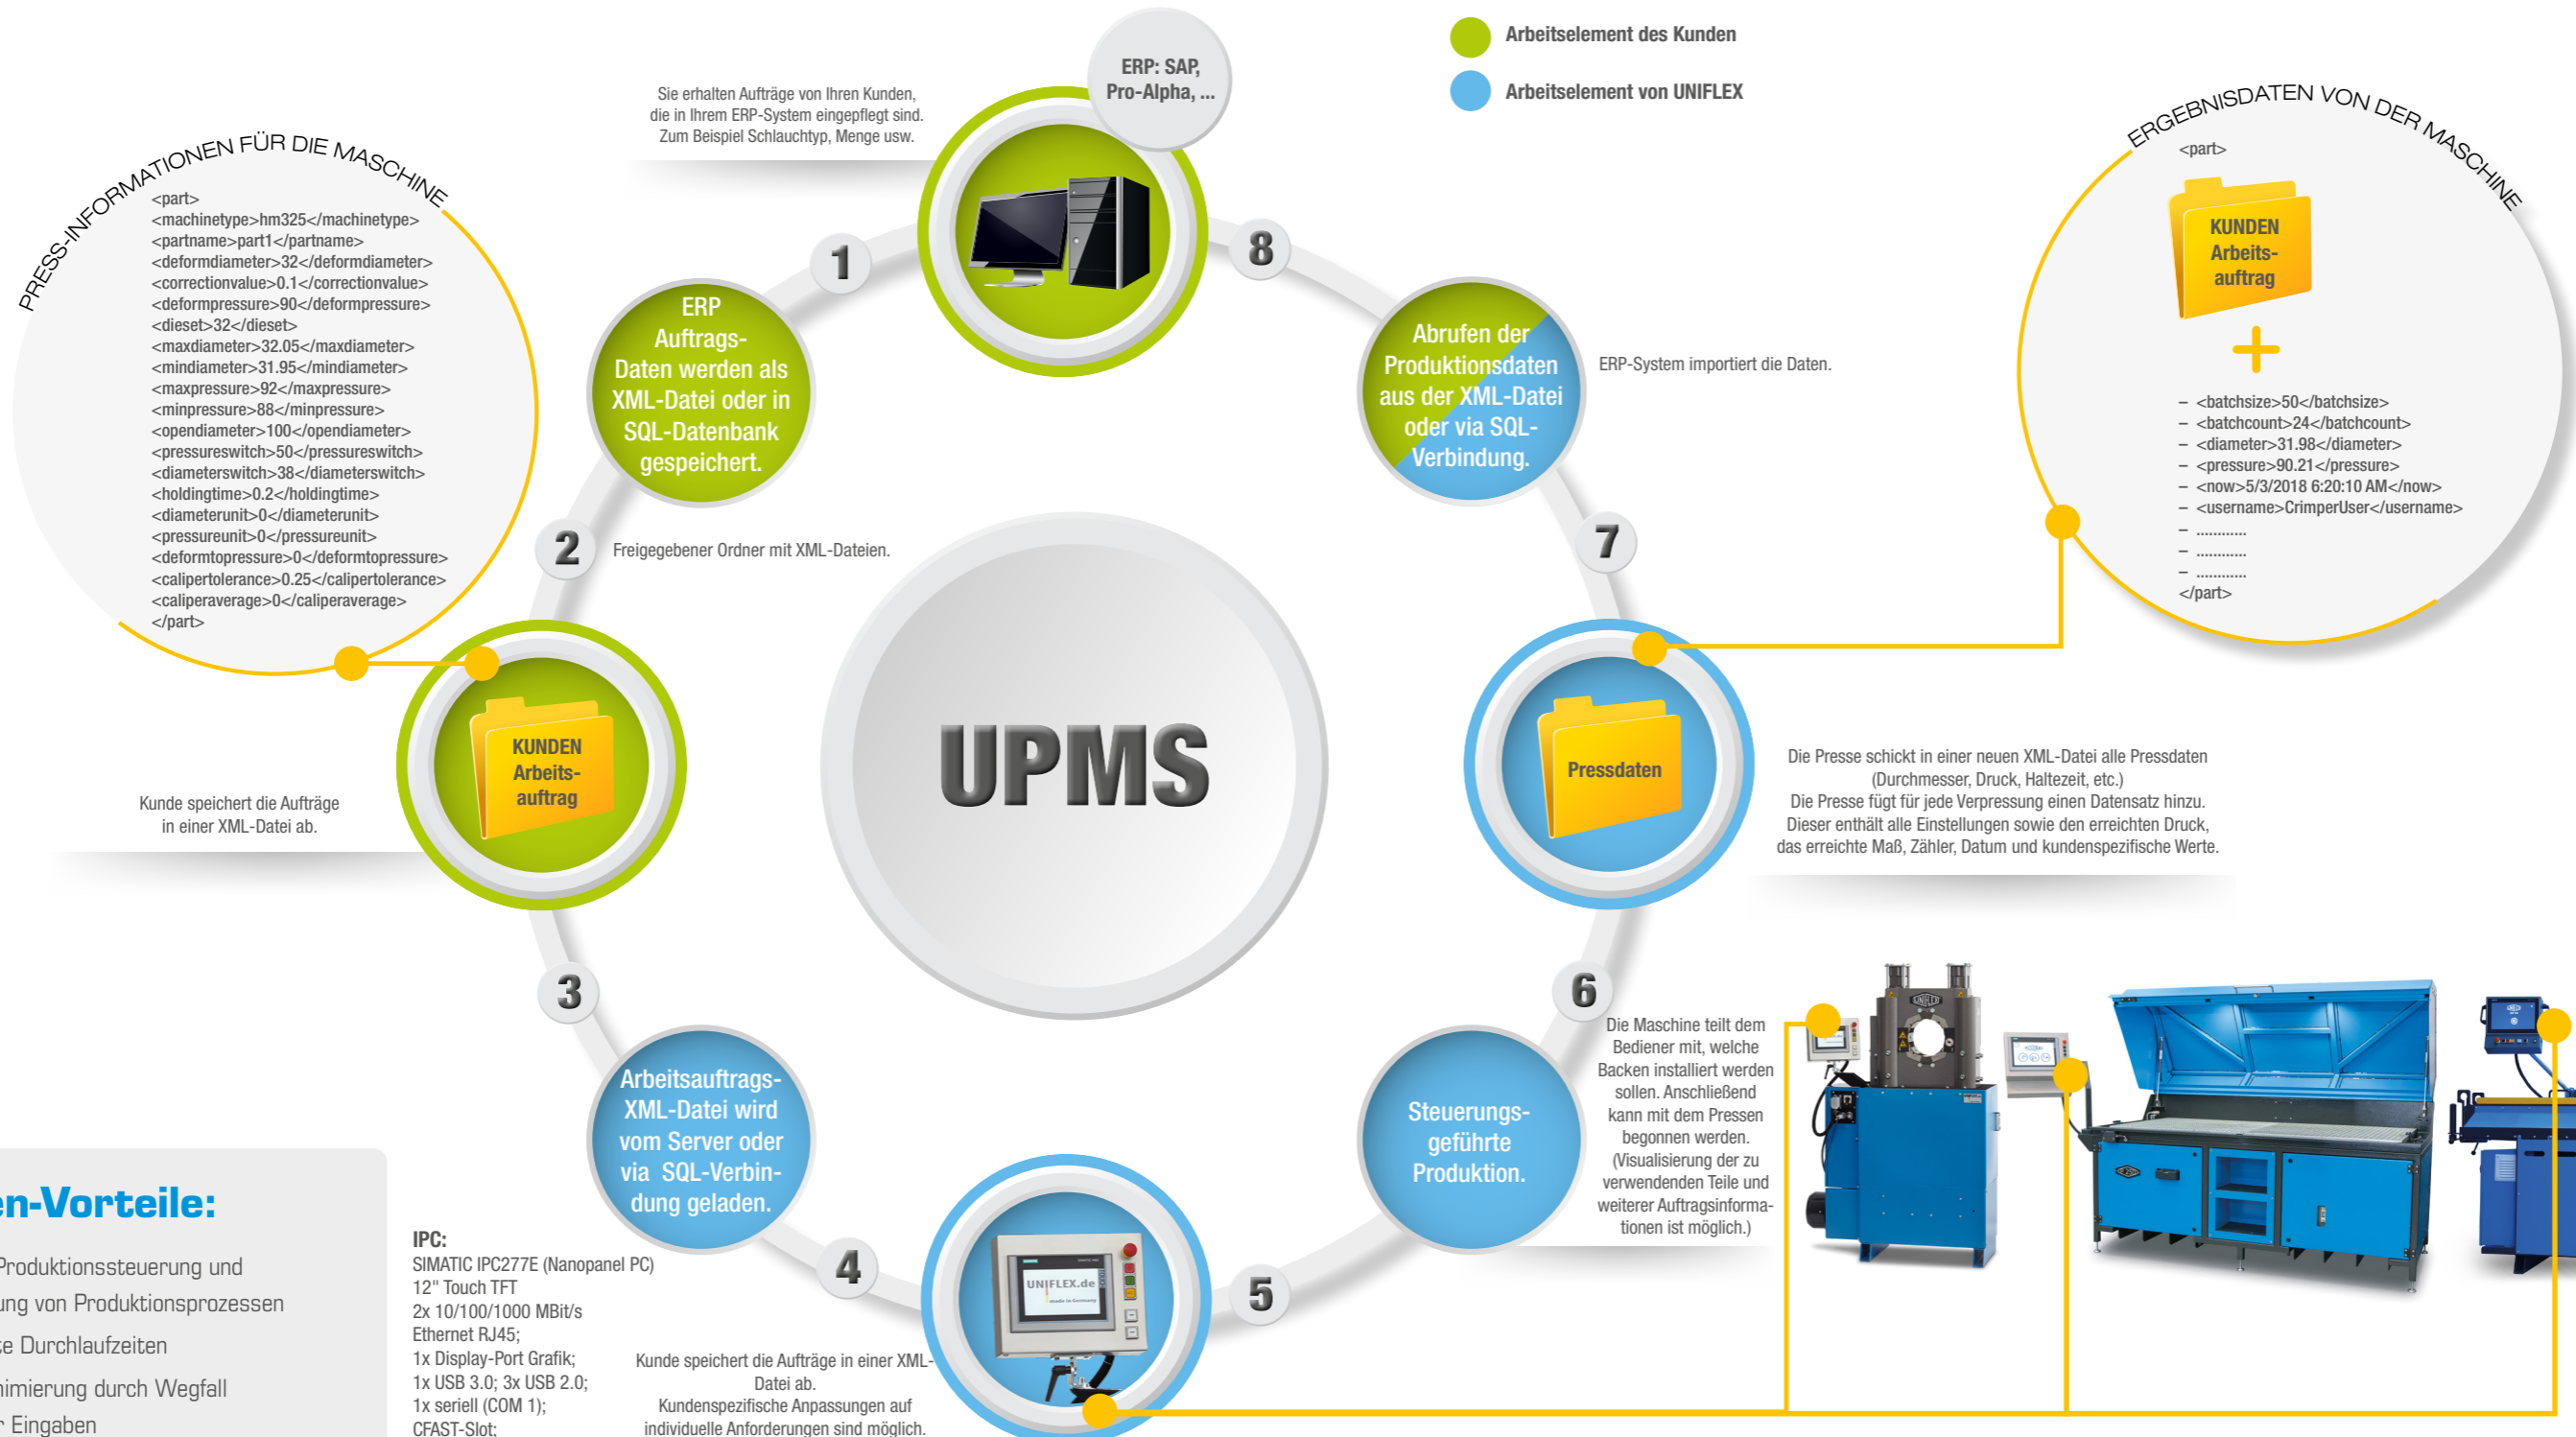 Arbeitselement des Kunden
Arbeitselement von UNIFLEX
ERP: SAP,
Pro-Alpha, ...
Sie erhalten Aufträge von Ihren Kunden,
die in Ihrem ERP-System eingepflegt sind.
Zum Beispiel Schlauchtyp, Menge usw.
PRESS-INFORMATIONEN FÜR DIE MASCHINE
<part>
<machinetype>hm325</machinetype>
<partname>part1</partname>
<deformdiameter>32</deformdiameter>
<correctionvalue>0.1</correctionvalue>
<deformpressure>90</deformpressure>
<dieset>32</dieset>
<maxdiameter>32.05</maxdiameter>
<mindiameter>31.95</mindiameter>
<maxpressure>92</maxpressure>
<minpressure>88</minpressure>
<opendiameter>100</opendiameter>
<pressureswitch>50</pressureswitch>
<diameterswitch>38</diameterswitch>
<holdingtime>0.2</holdingtime>
<diameterunit>0</diameterunit>
<pressureunit>0</pressureunit>
<deformtopressure>0</deformtopressure>
<calipertolerance>0.25</calipertolerance>
<caliperaverage>0</caliperaverage>
</part>
1
ERP
Auftrags-
Daten werden als
XML-Datei oder in
SQL-Datenbank
gespeichert.
2
Freigegebener Ordner mit XML-Dateien.
KUNDEN
Arbeits-
auftrag
Kunde speichert die Aufträge
in einer XML-Datei ab.
3
Arbeitsauftrags-
XML-Datei wird
vom Server oder
via SQL-Verbin-
dung geladen.
4
UPMS
UNIFLEX.de
made in Germany
Kunde speichert die Aufträge in einer XML-
Datei ab.
Kundenspezifische Anpassungen auf
individuelle Anforderungen sind möglich.
5
Steuerungs-
geführte
Produktion.
6
Die Maschine teilt dem
Bediener mit, welche
Backen installiert werden
sollen. Anschließend
kann mit dem Pressen
begonnen werden.
(Visualisierung der zu
verwendenden Teile und
weiterer Auftragsinforma-
tionen ist möglich.)
Pressdaten
Die Presse schickt in einer neuen XML-Datei alle Pressdaten
(Durchmesser, Druck, Haltezeit, etc.)
Die Presse fügt für jede Verpressung einen Datensatz hinzu.
Dieser enthält alle Einstellungen sowie den erreichten Druck,
das erreichte Maß, Zähler, Datum und kundenspezifische Werte.
7
Abrufen der
Produktionsdaten
aus der XML-Datei
oder via SQL-
Verbindung.
ERP-System importiert die Daten.
8
ERGEBNISDATEN VON DER MASCHINE
<part>
KUNDEN
Arbeits-
auftrag
+
– <batchsize>50</batchsize>
– <batchcount>24</batchcount>
– <diameter>31.98</diameter>
– <pressure>90.21</pressure>
– <now>5/3/2018 6:20:10 AM</now>
– <username>CrimperUser</username>
– ............
– ............
– ............
</part>
UNIFLEX
en-Vorteile:
Produktionssteuerung und
ung von Produktionsprozessen
te Durchlaufzeiten
nimierung durch Wegfall
r Eingaben
IPC:
SIMATIC IPC277E (Nanopanel PC)
12" Touch TFT
2x 10/100/1000 MBit/s
Ethernet RJ45;
1x Display-Port Grafik;
1x USB 3.0; 3x USB 2.0;
1x seriell (COM 1);
CFAST-Slot;